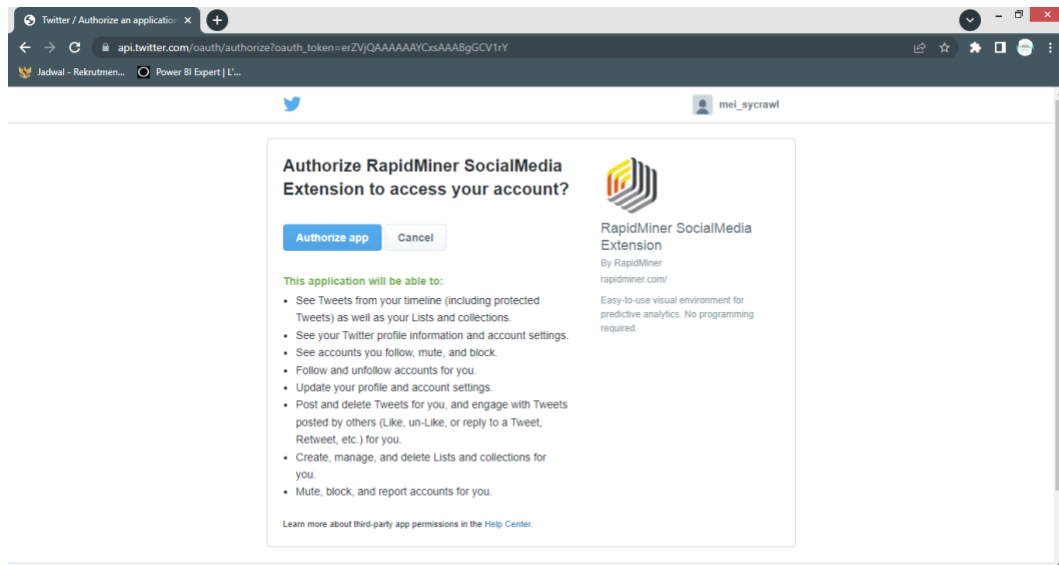 Twitter / Authorize an application
api.twitter.com/oauth/authorize?oauth_token=erZVjQAAAAAAYCxsAAABgGCV1rY
Jadwal - Rekrutmen... Power BI Expert | L'...
mei_sycrawl
Authorize RapidMiner SocialMedia
Extension to access your account?
Authorize app Cancel
This application will be able to:
• See Tweets from your timeline (including protected
Tweets) as well as your Lists and collections.
• See your Twitter profile information and account settings.
• See accounts you follow, mute, and block.
• Follow and unfollow accounts for you.
• Update your profile and account settings.
• Post and delete Tweets for you, and engage with Tweets
posted by others (Like, un-Like, or reply to a Tweet,
Retweet, etc.) for you.
• Create, manage, and delete Lists and collections for
you.
• Mute, block, and report accounts for you.
Learn more about third-party app permissions in the Help Center.
RapidMiner SocialMedia
Extension
By RapidMiner
rapidminer.com/
Easy-to-use visual environment for
predictive analytics. No programming
required.